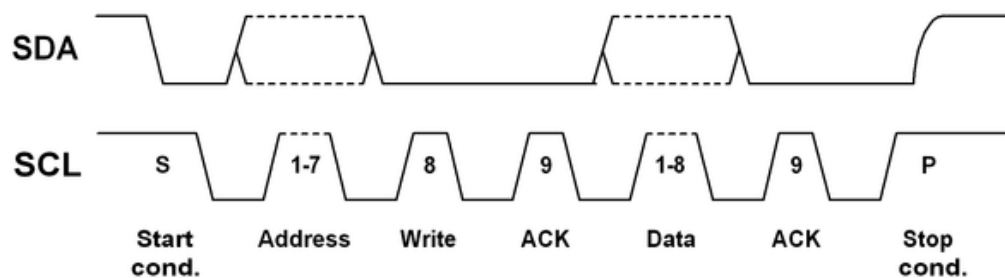 SDA
SCL
S 1-7 8 9 1-8 9 P
Start Address Write ACK Data ACK Stop
cond. cond.